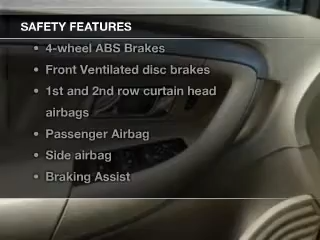 SAFETY FEATURES
• 4-wheel ABS Brakes
• Front Ventilated disc brakes
• 1st and 2nd row curtain head
airbags
• Passenger Airbag
• Side airbag
• Braking Assist